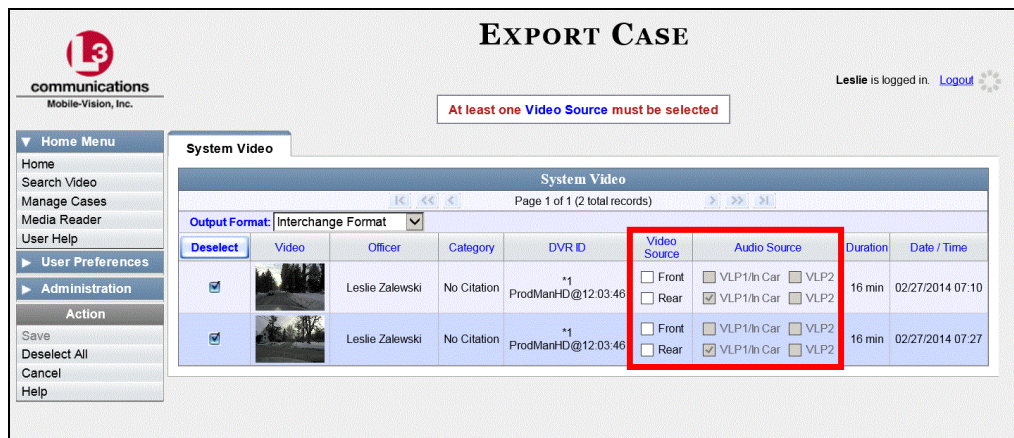 EXPORT CASE
L3
communications
Mobile-Vision, Inc.
Leslie is logged in. Logout
At least one Video Source must be selected
Home Menu
Home
Search Video
Manage Cases
Media Reader
User Help
User Preferences
Administration
Action
Save
Deselect All
Cancel
Help
System Video
System Video
Page 1 of 1 (2 total records)
Output Format: Interchange Format
Deselect Video Officer Category DVR ID Video Source Audio Source Duration Date / Time
Leslie Zalewski No Citation *1 ProdManHD@12:03:46 Front VLP1/In Car VLP2 16 min 02/27/2014 07:10
Rear VLP1/In Car VLP2
Leslie Zalewski No Citation *1 ProdManHD@12:03:46 Front VLP1/In Car VLP2 16 min 02/27/2014 07:27
Rear VLP1/In Car VLP2